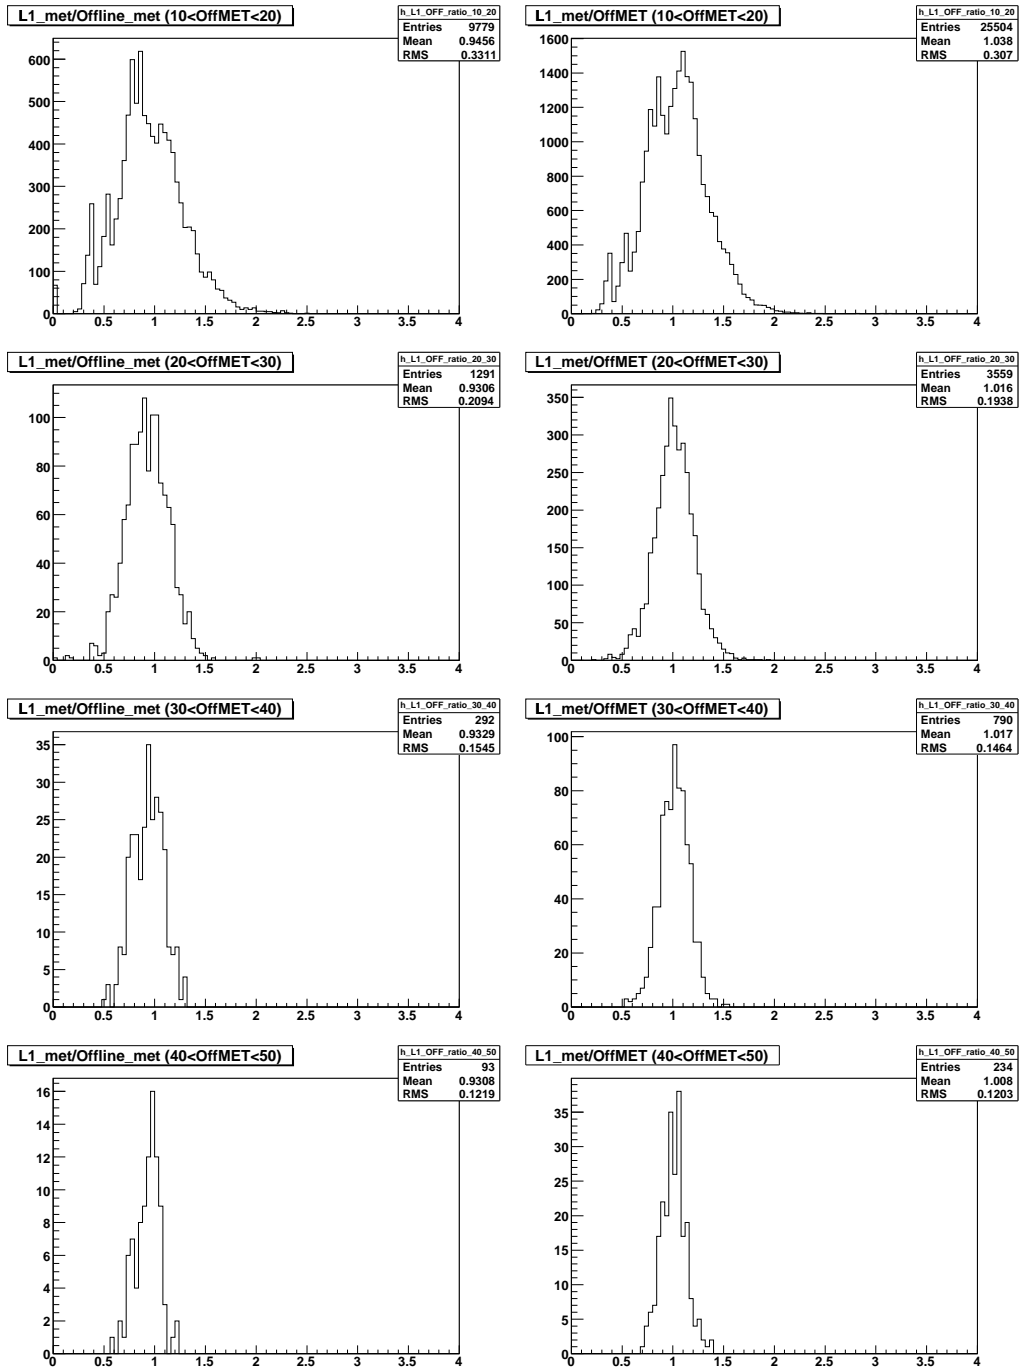 L1_met/Offline_met (10<OffMET<20)
h_L1_OFF_ratio_10_20
Entries 9779
Mean 0.9456
RMS 0.3311
600
500
400
300
200
100
0
0 0.5 1 1.5 2 2.5 3 3.5 4
L1_met/OffMET (10<OffMET<20)
h_L1_OFF_ratio_10_20
Entries 25504
Mean 1.038
RMS 0.307
1600
1400
1200
1000
800
600
400
200
0
0 0.5 1 1.5 2 2.5 3 3.5 4
L1_met/Offline_met (20<OffMET<30)
h_L1_OFF_ratio_20_30
Entries 1291
Mean 0.9306
RMS 0.2094
100
80
60
40
20
0
0 0.5 1 1.5 2 2.5 3 3.5 4
L1_met/OffMET (20<OffMET<30)
h_L1_OFF_ratio_20_30
Entries 3559
Mean 1.016
RMS 0.1938
350
300
250
200
150
100
50
0
0 0.5 1 1.5 2 2.5 3 3.5 4
L1_met/Offline_met (30<OffMET<40)
h_L1_OFF_ratio_30_40
Entries 292
Mean 0.9329
RMS 0.1545
35
30
25
20
15
10
5
0
0 0.5 1 1.5 2 2.5 3 3.5 4
L1_met/OffMET (30<OffMET<40)
h_L1_OFF_ratio_30_40
Entries 790
Mean 1.017
RMS 0.1464
100
80
60
40
20
0
0 0.5 1 1.5 2 2.5 3 3.5 4
L1_met/Offline_met (40<OffMET<50)
h_L1_OFF_ratio_40_50
Entries 93
Mean 0.9308
RMS 0.1219
16
14
12
10
8
6
4
2
0
0 0.5 1 1.5 2 2.5 3 3.5 4
L1_met/OffMET (40<OffMET<50)
h_L1_OFF_ratio_40_50
Entries 234
Mean 1.008
RMS 0.1203
35
30
25
20
15
10
5
0
0 0.5 1 1.5 2 2.5 3 3.5 4